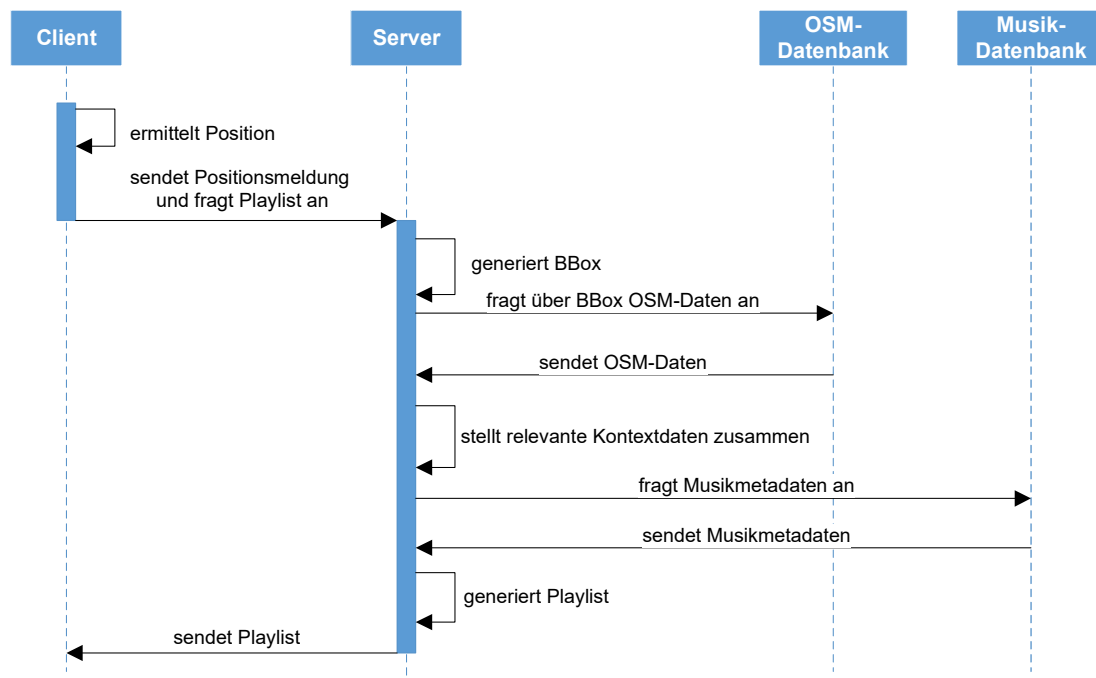 Client
Server
OSM-
Datenbank
Musik-
Datenbank
ermittelt Position
sendet Positionsmeldung
und fragt Playlist an
generiert BBox
fragt über BBox OSM-Daten an
sendet OSM-Daten
stellt relevante Kontextdaten zusammen
fragt Musikmetadaten an
sendet Musikmetadaten
generiert Playlist
sendet Playlist